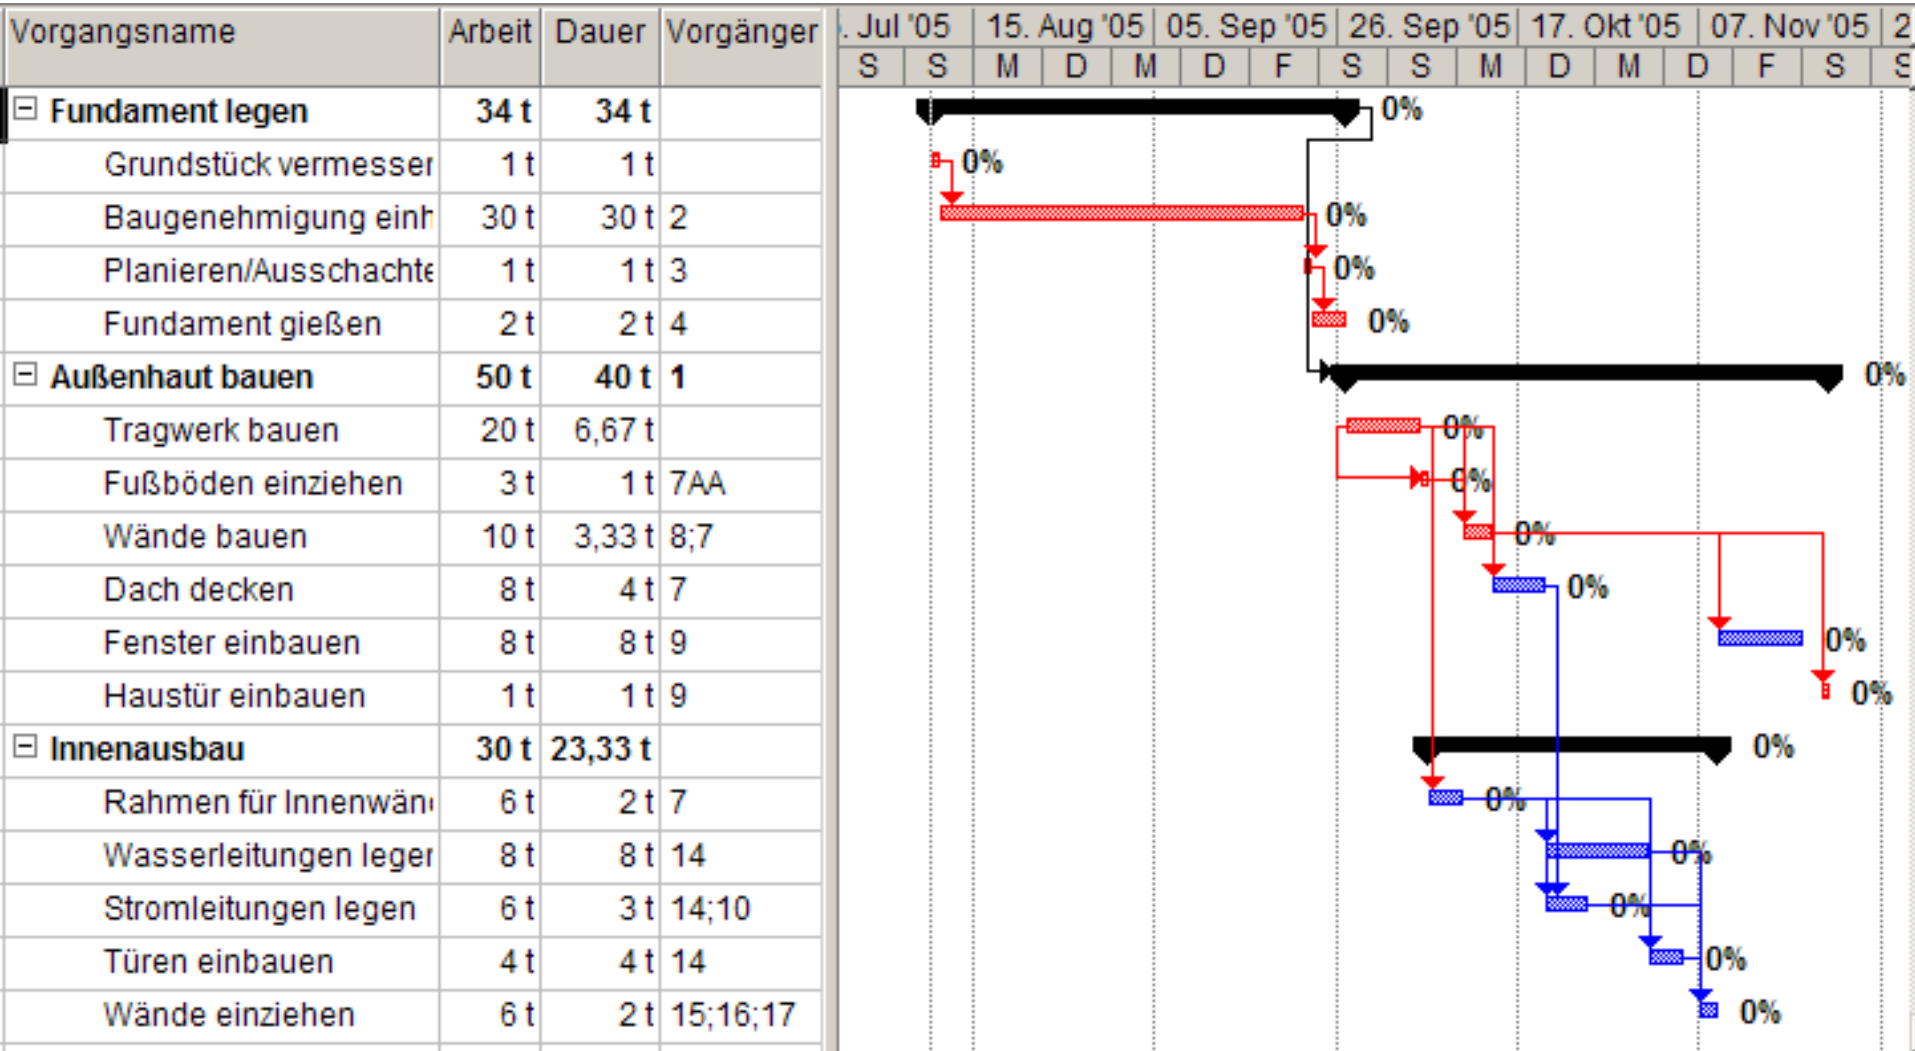 Vorgangsname Arbeit Dauer Vorgänger . Jul '05 15. Aug '05 05. Sep '05 26. Sep '05 17. Okt '05 07. Nov '05 2
S S M D M D F S S M D M D F S S
Fundament legen 34 t 34 t 0%
Grundstück vermesser 1 t 1 t 0%
Baugenehmigung einh 30 t 30 t 2 0%
Planieren/Ausschachte 1 t 1 t 3 0%
Fundament gießen 2 t 2 t 4 0%
Außenhaut bauen 50 t 40 t 1 0%
Tragwerk bauen 20 t 6,67 t 0%
Fußböden einziehen 3 t 1 t 7AA 0%
Wände bauen 10 t 3,33 t 8;7 0%
Dach decken 8 t 4 t 7 0%
Fenster einbauen 8 t 8 t 9 0%
Haustür einbauen 1 t 1 t 9 0%
Innenausbau 30 t 23,33 t 0%
Rahmen für Innenwän 6 t 2 t 7 0%
Wasserleitungen leger 8 t 8 t 14 0%
Stromleitungen legen 6 t 3 t 14;10 0%
Türen einbauen 4 t 4 t 14 0%
Wände einziehen 6 t 2 t 15;16;17 0%